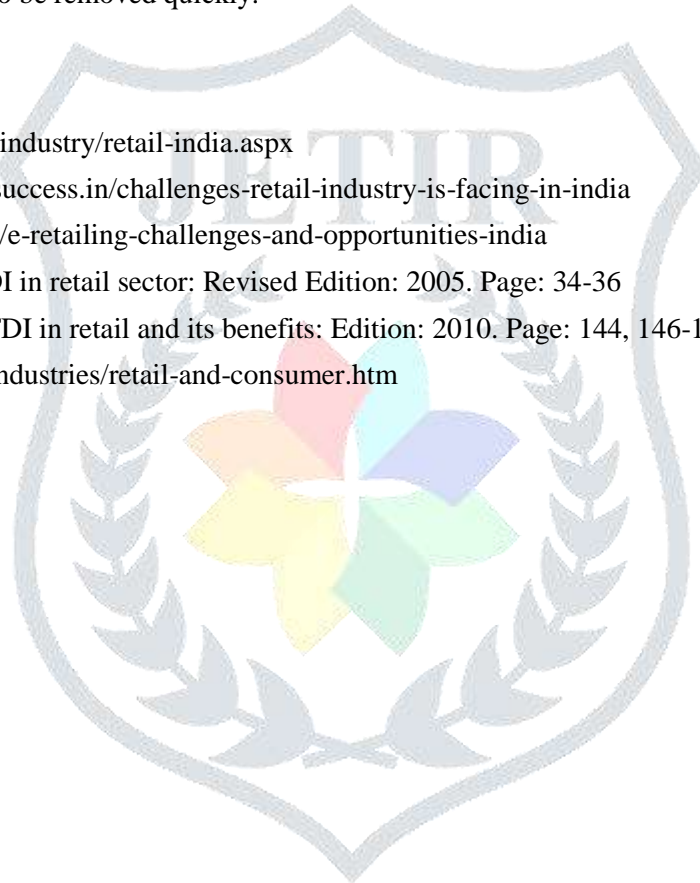 be removed quickly.
JETIR
industry/retail-india.aspx
success.in/challenges-retail-industry-is-facing-in-india
/e-retailing-challenges-and-opportunities-india
in retail sector: Revised Edition: 2005. Page: 34-36
FDI in retail and its benefits: Edition: 2010. Page: 144, 146-1
ndustries/retail-and-consumer.htm